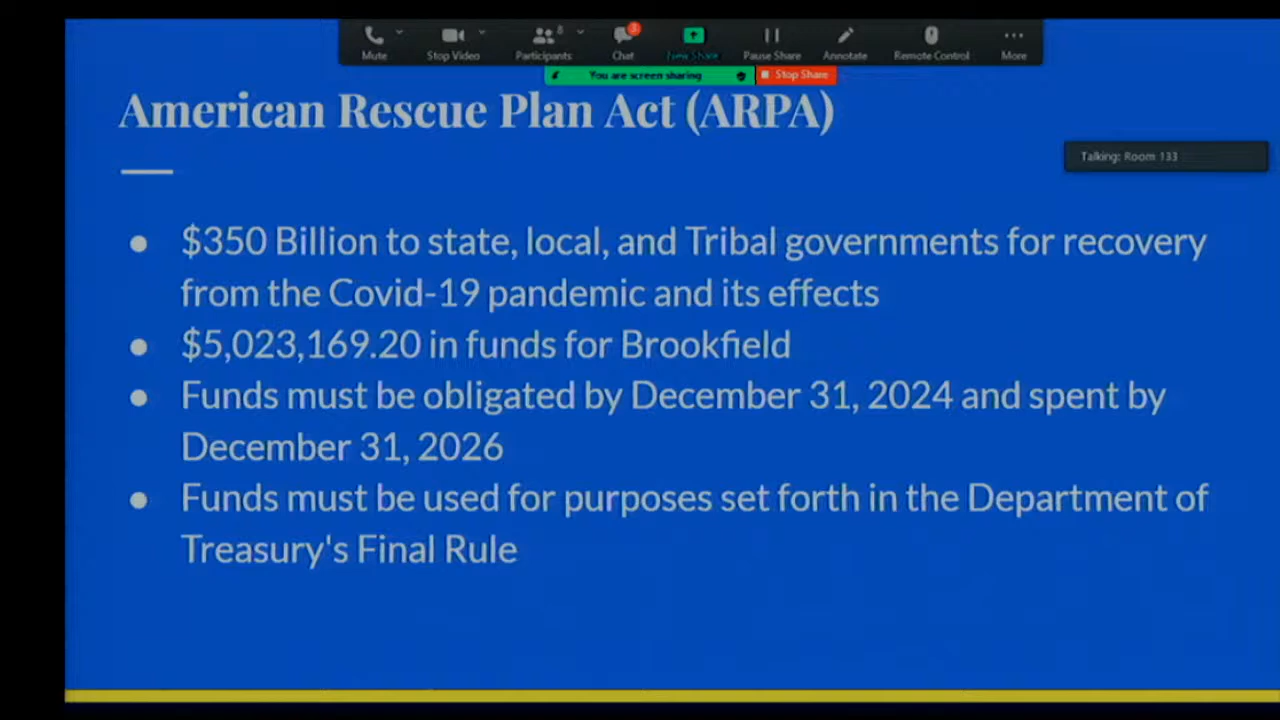 Mute
Stop Video
8
Participants
3
Chat
New Share
Pause Share
Annotate
Remote Control
More
You are screen sharing
Stop Share
American Rescue Plan Act (ARPA)
Talking: Room 133
● $350 Billion to state, local, and Tribal governments for recovery
from the Covid-19 pandemic and its effects
● $5,023,169.20 in funds for Brookfield
● Funds must be obligated by December 31, 2024 and spent by
December 31, 2026
● Funds must be used for purposes set forth in the Department of
Treasury's Final Rule